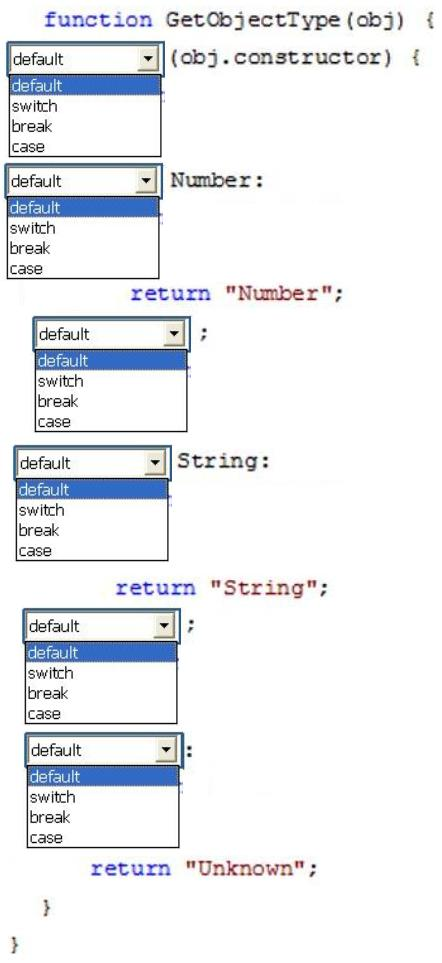 function GetObjectType(obj) {
default (obj.constructor) {
default
switch
break
case
default Number:
default
switch
break
case
return "Number";
default ;
default
switch
break
case
default String:
default
switch
break
case
return "String";
default ;
default
switch
break
case
default :
default
switch
break
case
return "Unknown";
}
}